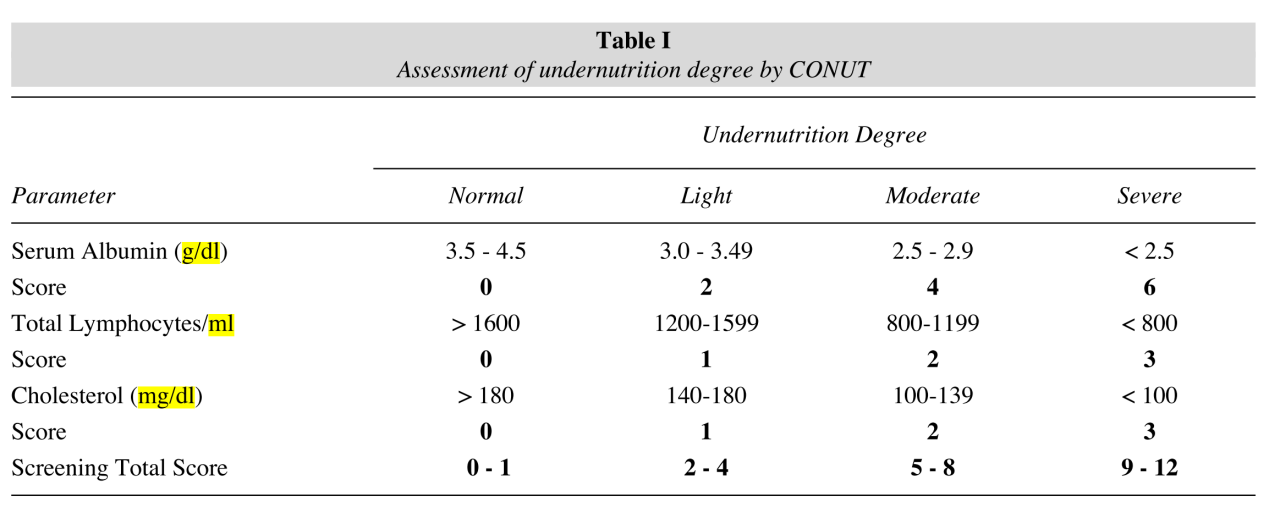 Table I
Assessment of undernutrition degree by CONUT
Undernutrition Degree
Parameter Normal Light Moderate Severe
Serum Albumin (g/dl) 3.5 - 4.5 3.0 - 3.49 2.5 - 2.9 < 2.5
Score 0 2 4 6
Total Lymphocytes/ml > 1600 1200-1599 800-1199 < 800
Score 0 1 2 3
Cholesterol (mg/dl) > 180 140-180 100-139 < 100
Score 0 1 2 3
Screening Total Score 0 - 1 2 - 4 5 - 8 9 - 12